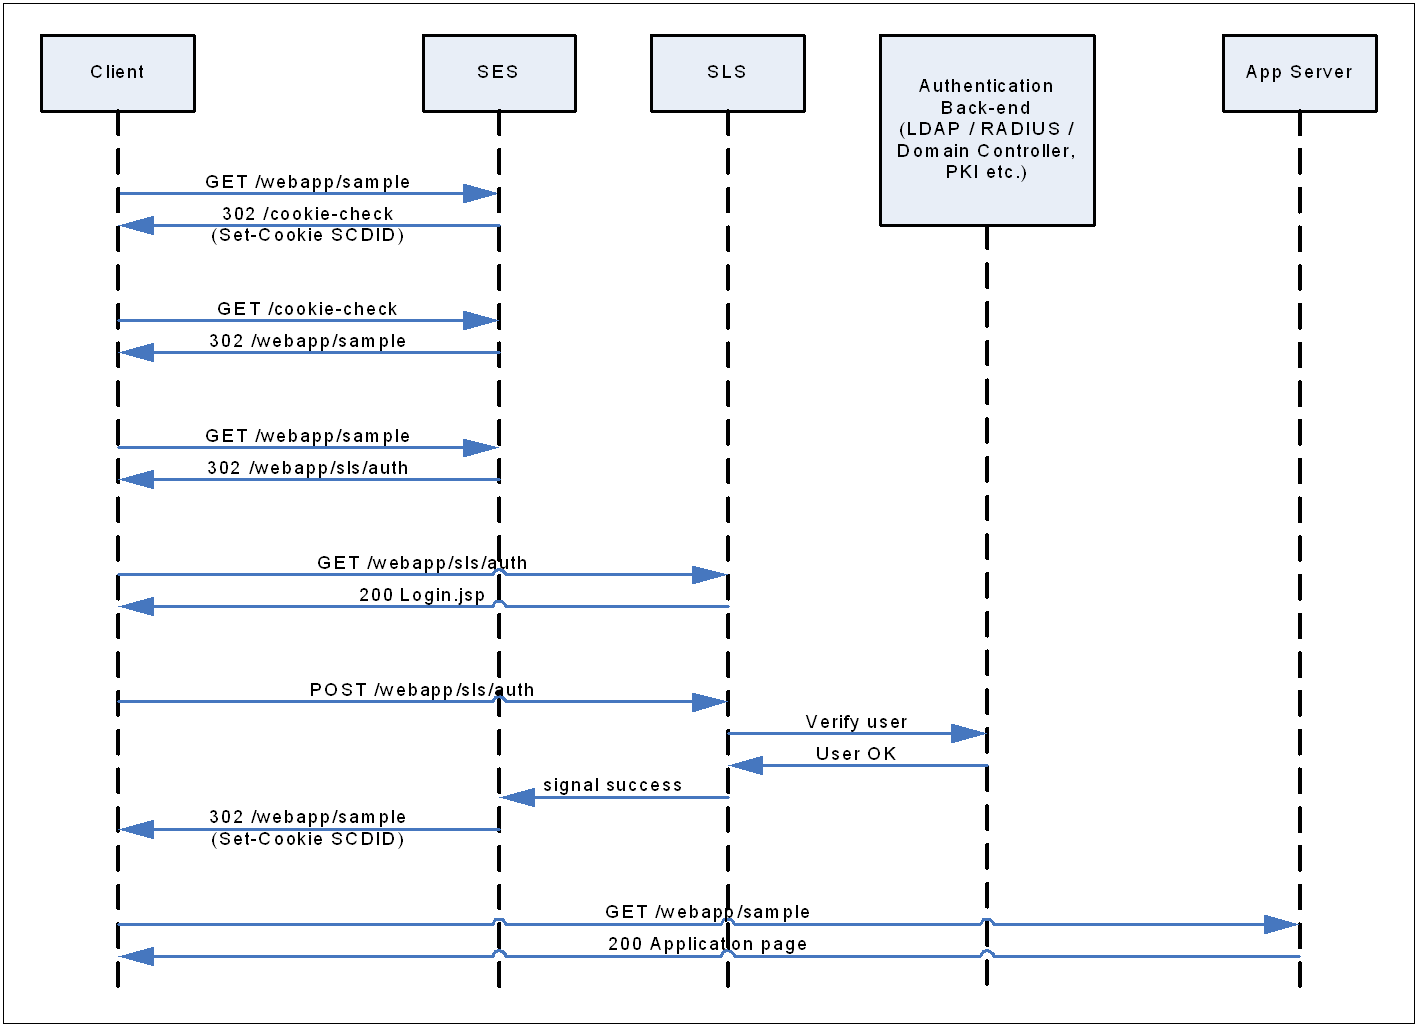 Client
SES
SLS
Authentication
Back-end
(LDAP / RADIUS /
Domain Controller,
PKI etc.)
App Server
GET /webapp/sample
302 /cookie-check
(Set-Cookie SCDID)
GET /cookie-check
302 /webapp/sample
GET /webapp/sample
302 /webapp/sls/auth
GET /webapp/sls/auth
200 Login.jsp
POST /webapp/sls/auth
Verify user
User OK
signal success
302 /webapp/sample
(Set-Cookie SCDID)
GET /webapp/sample
200 Application page